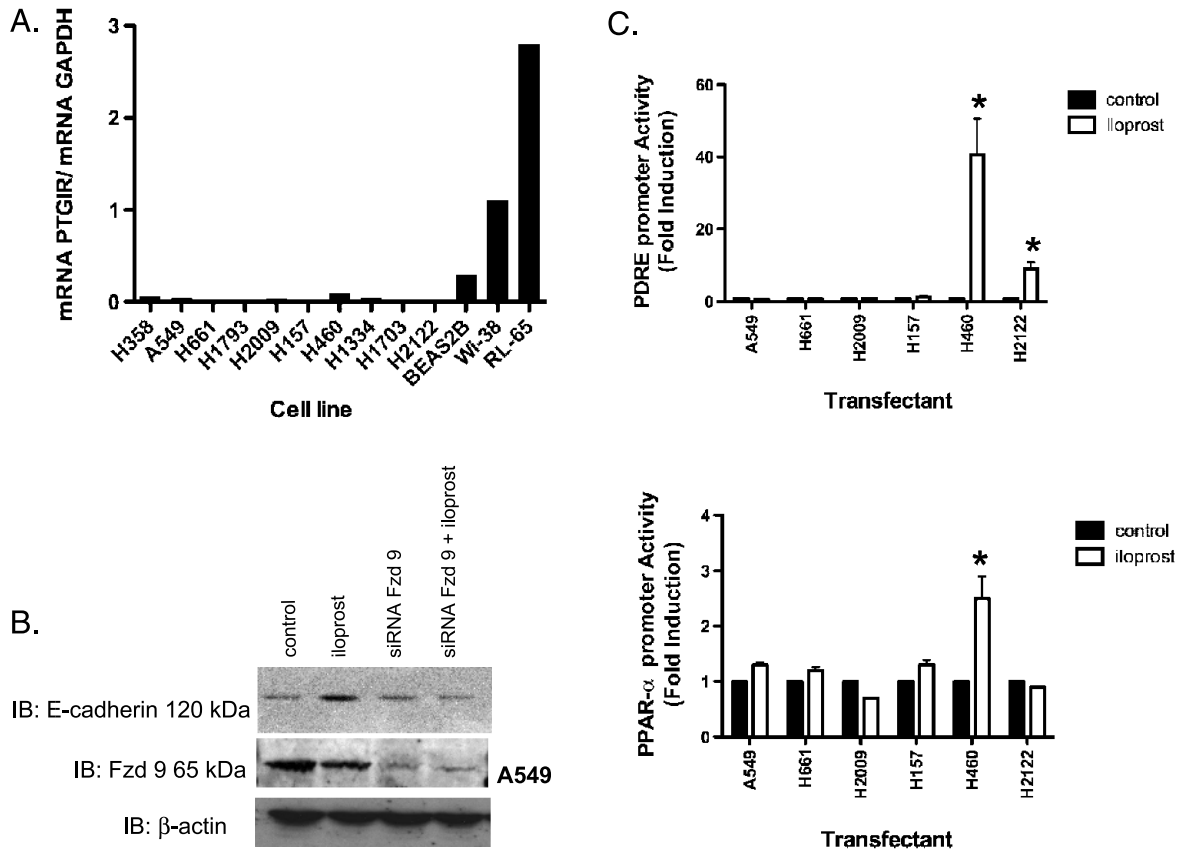 A.
mRNA PTGIR/ mRNA GAPDH
3
2
1
0
H358
A549
H661
H1793
H2009
H157
H460
H1334
H1703
H2122
BEAS2B
Wi-38
RL-65
Cell line
B.
control
iloprost
siRNA Fzd 9
siRNA Fzd 9 + iloprost
IB: E-cadherin 120 kDa
IB: Fzd 9 65 kDa
A549
IB: β-actin
C.
PDRE promoter Activity
(Fold Induction)
60
40
20
0
*
*
control
Iloprost
A549
H661
H2009
H157
H460
H2122
Transfectant
PPAR-α promoter Activity
(Fold Induction)
4
3
2
1
0
*
control
iloprost
A549
H661
H2009
H157
H460
H2122
Transfectant